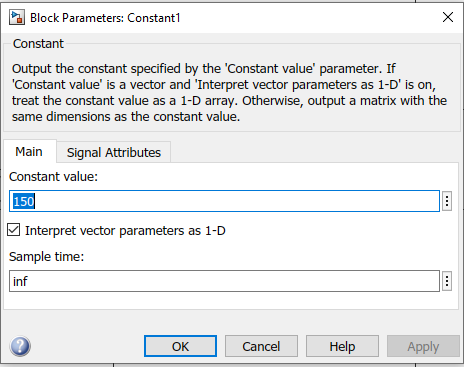 Block Parameters: Constant1
Constant
Output the constant specified by the 'Constant value' parameter. If
'Constant value' is a vector and 'Interpret vector parameters as 1-D' is on,
treat the constant value as a 1-D array. Otherwise, output a matrix with the
same dimensions as the constant value.
Main Signal Attributes
Constant value:
150
Interpret vector parameters as 1-D
Sample time:
inf
? OK Cancel Help Apply